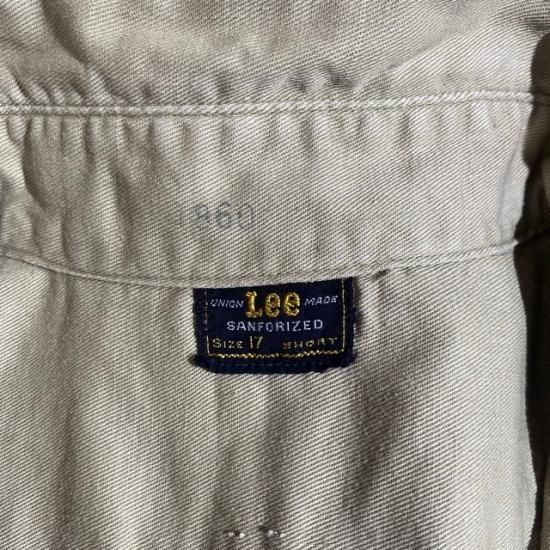 860
UNION Lee MADE
SANFORIZED
SIZE 17 SHORT